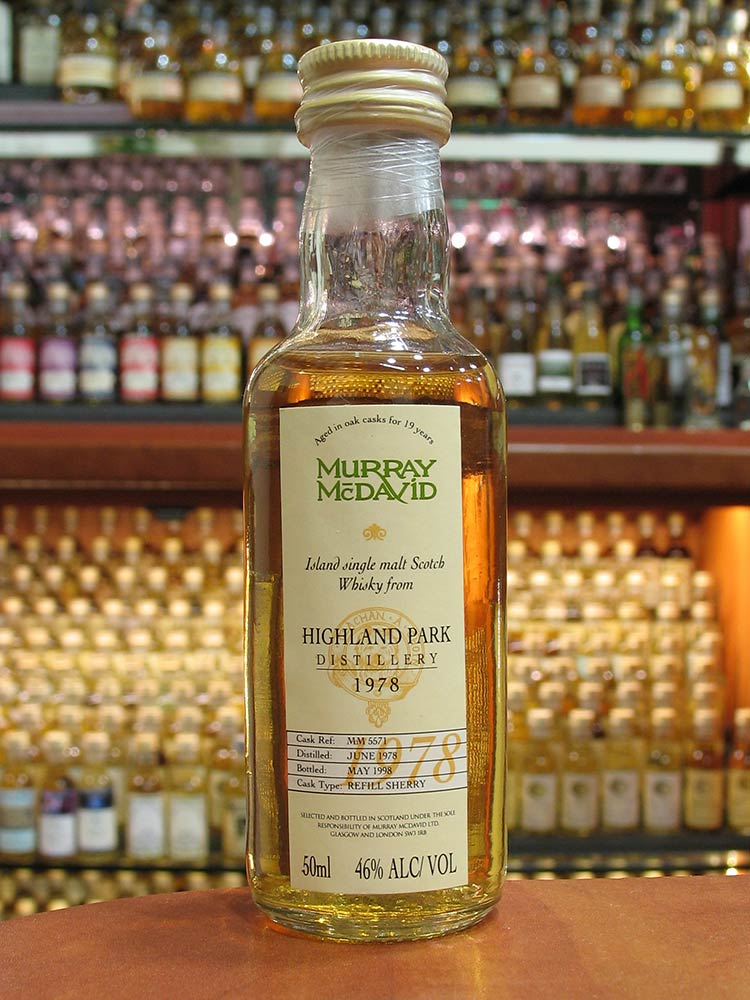 Aged in oak casks for 19 years
MURRAY
McDAVID
Island single malt Scotch
Whisky from
HIGHLAND PARK
DISTILLERY
1978
Cask Ref: MM 5571
Distilled: JUNE 1978
Bottled: MAY 1998
Cask Type: REFILL SHERRY
1978
SELECTED AND BOTTLED IN SCOTLAND UNDER THE SOLE
RESPONSIBILITY OF MURRAY MCDAVID LTD.
GLASGOW AND LONDON SW3 1RB
50ml 46% ALC/VOL